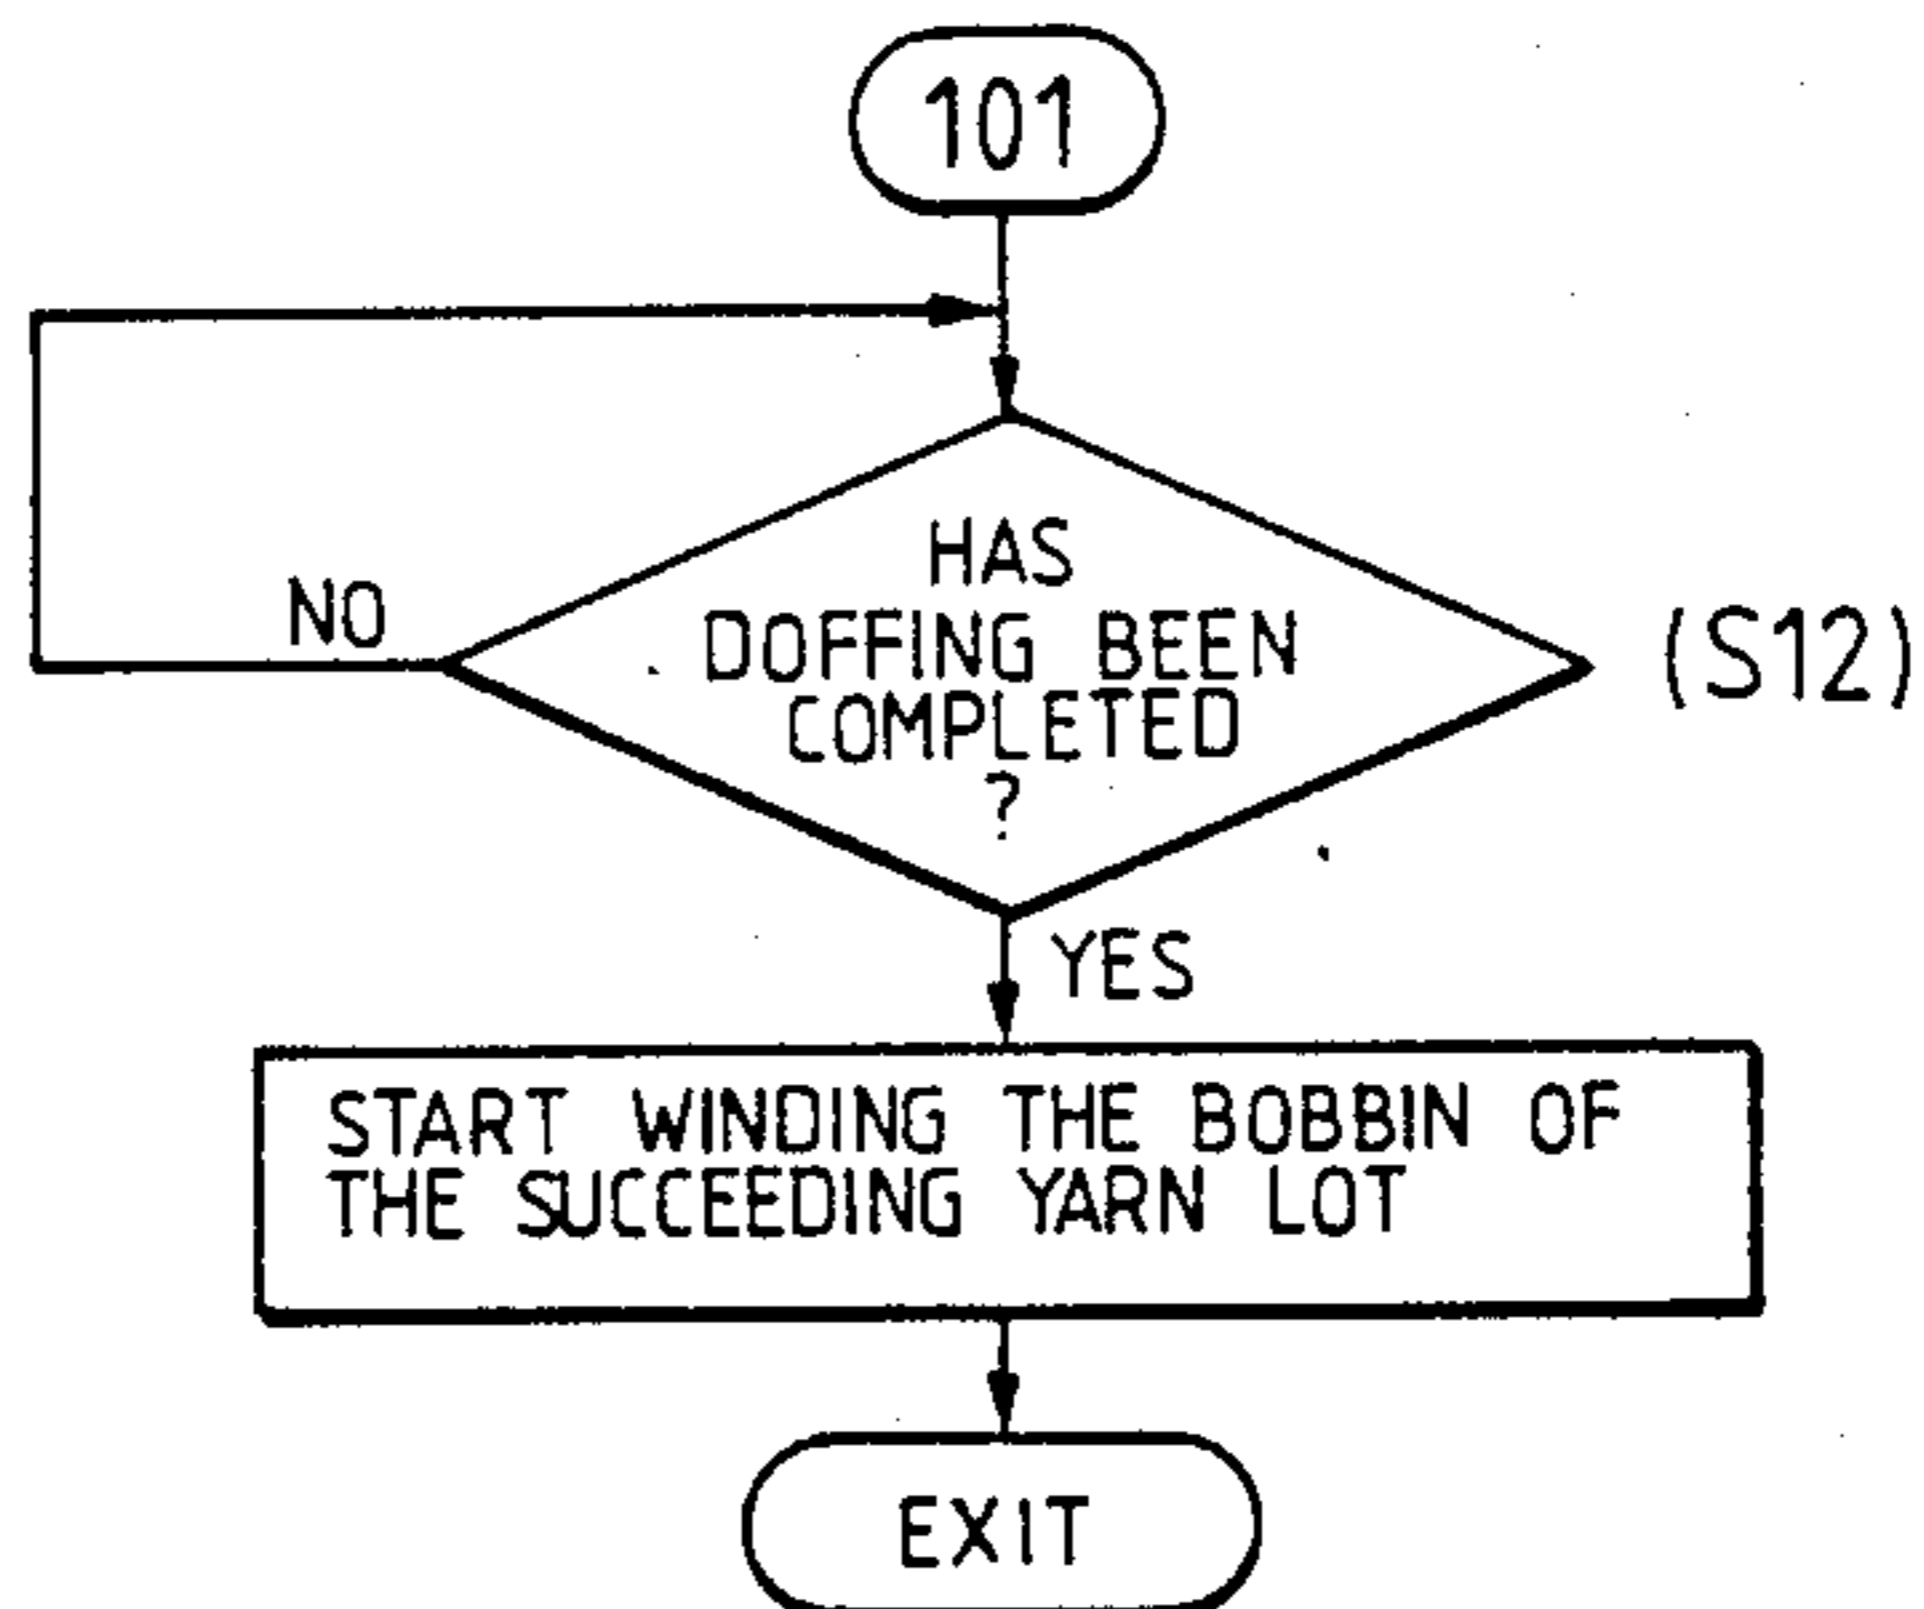 101
HAS
DOFFING BEEN
COMPLETED
?
NO
(S12)
YES
START WINDING THE BOBBIN OF
THE SUCCEEDING YARN LOT
EXIT